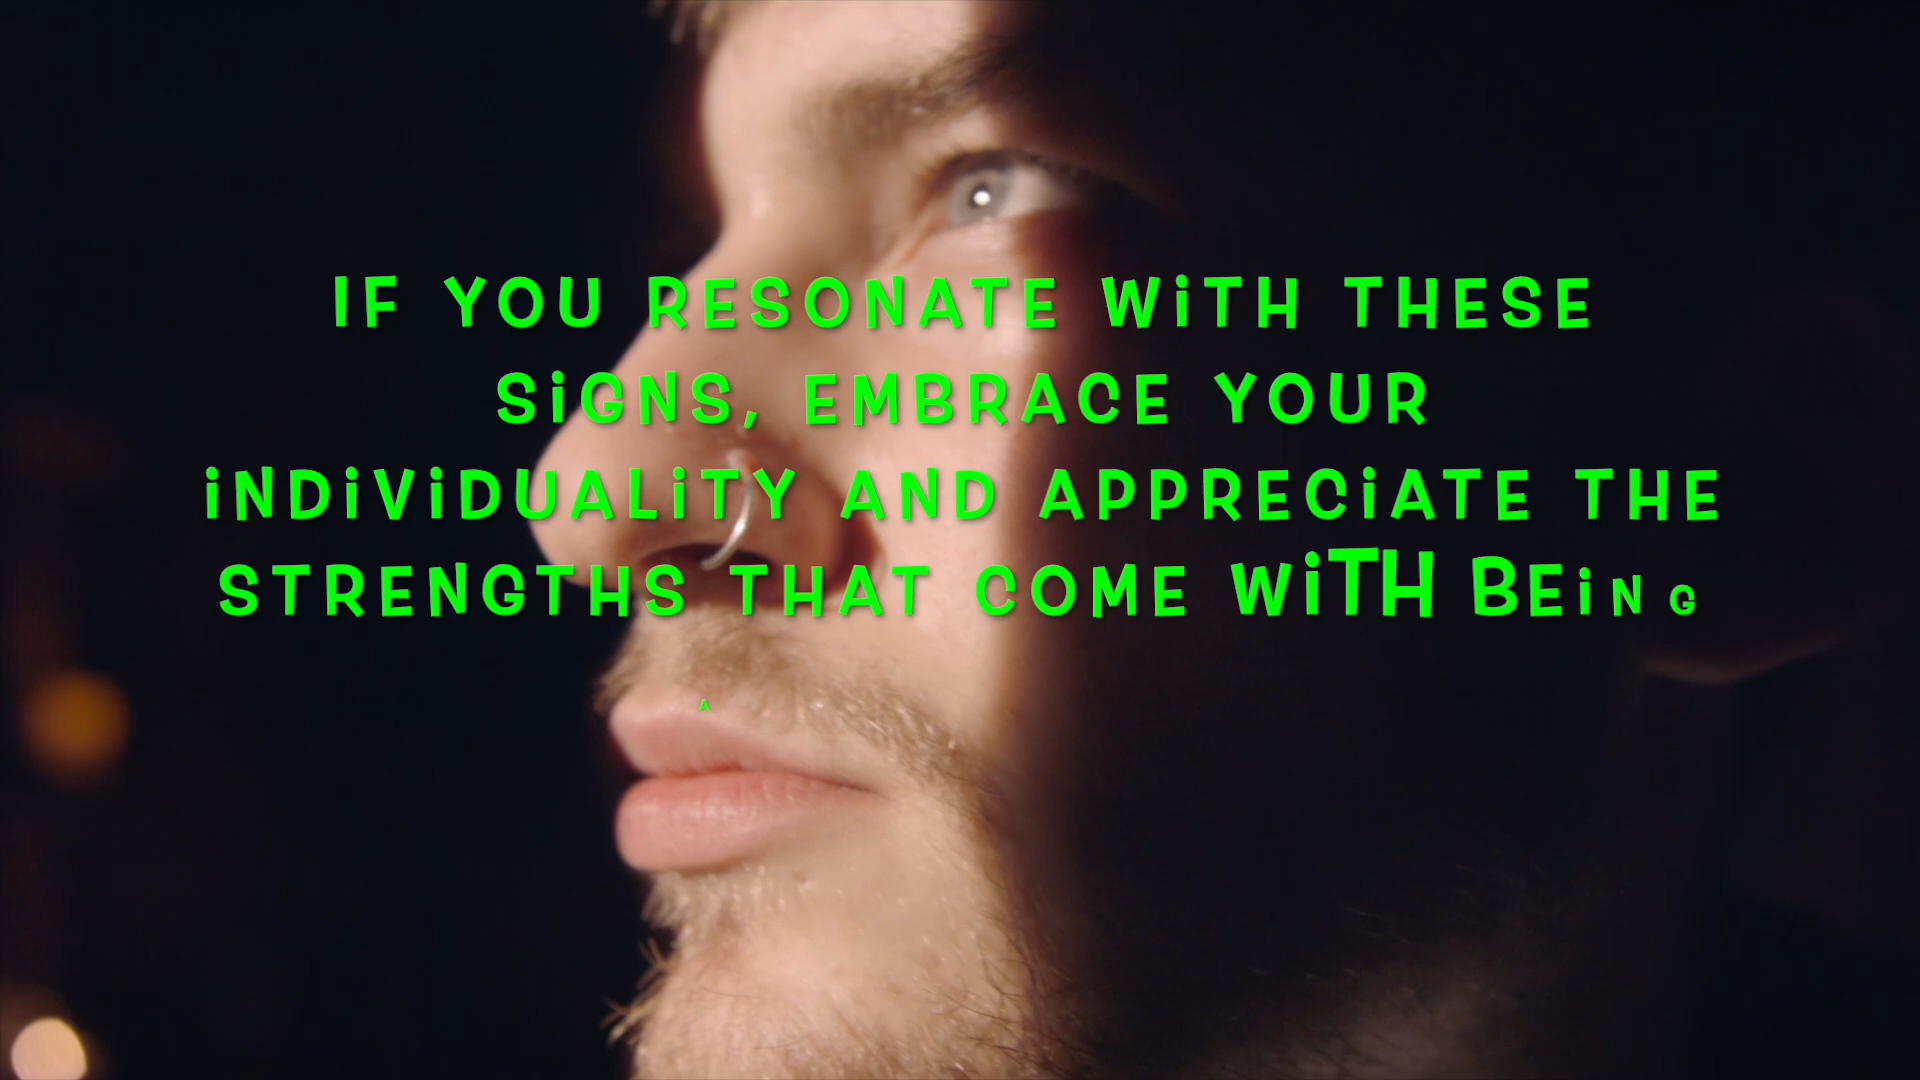 IF YOU RESONATE WITH THESE
SIGNS, EMBRACE YOUR
INDIVIDUALITY AND APPRECIATE THE
STRENGTHS THAT COME WITH BEING
A